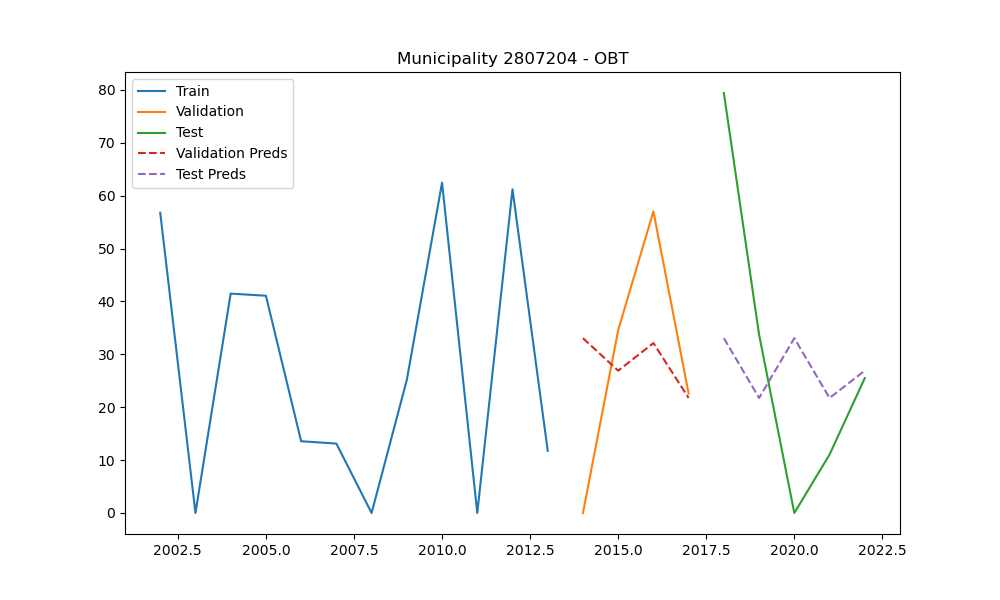 Municipality 2807204 - OBT
Train
Validation
Test
Validation Preds
Test Preds
80
70
60
50
40
30
20
10
0
2002.5 2005.0 2007.5 2010.0 2012.5 2015.0 2017.5 2020.0 2022.5